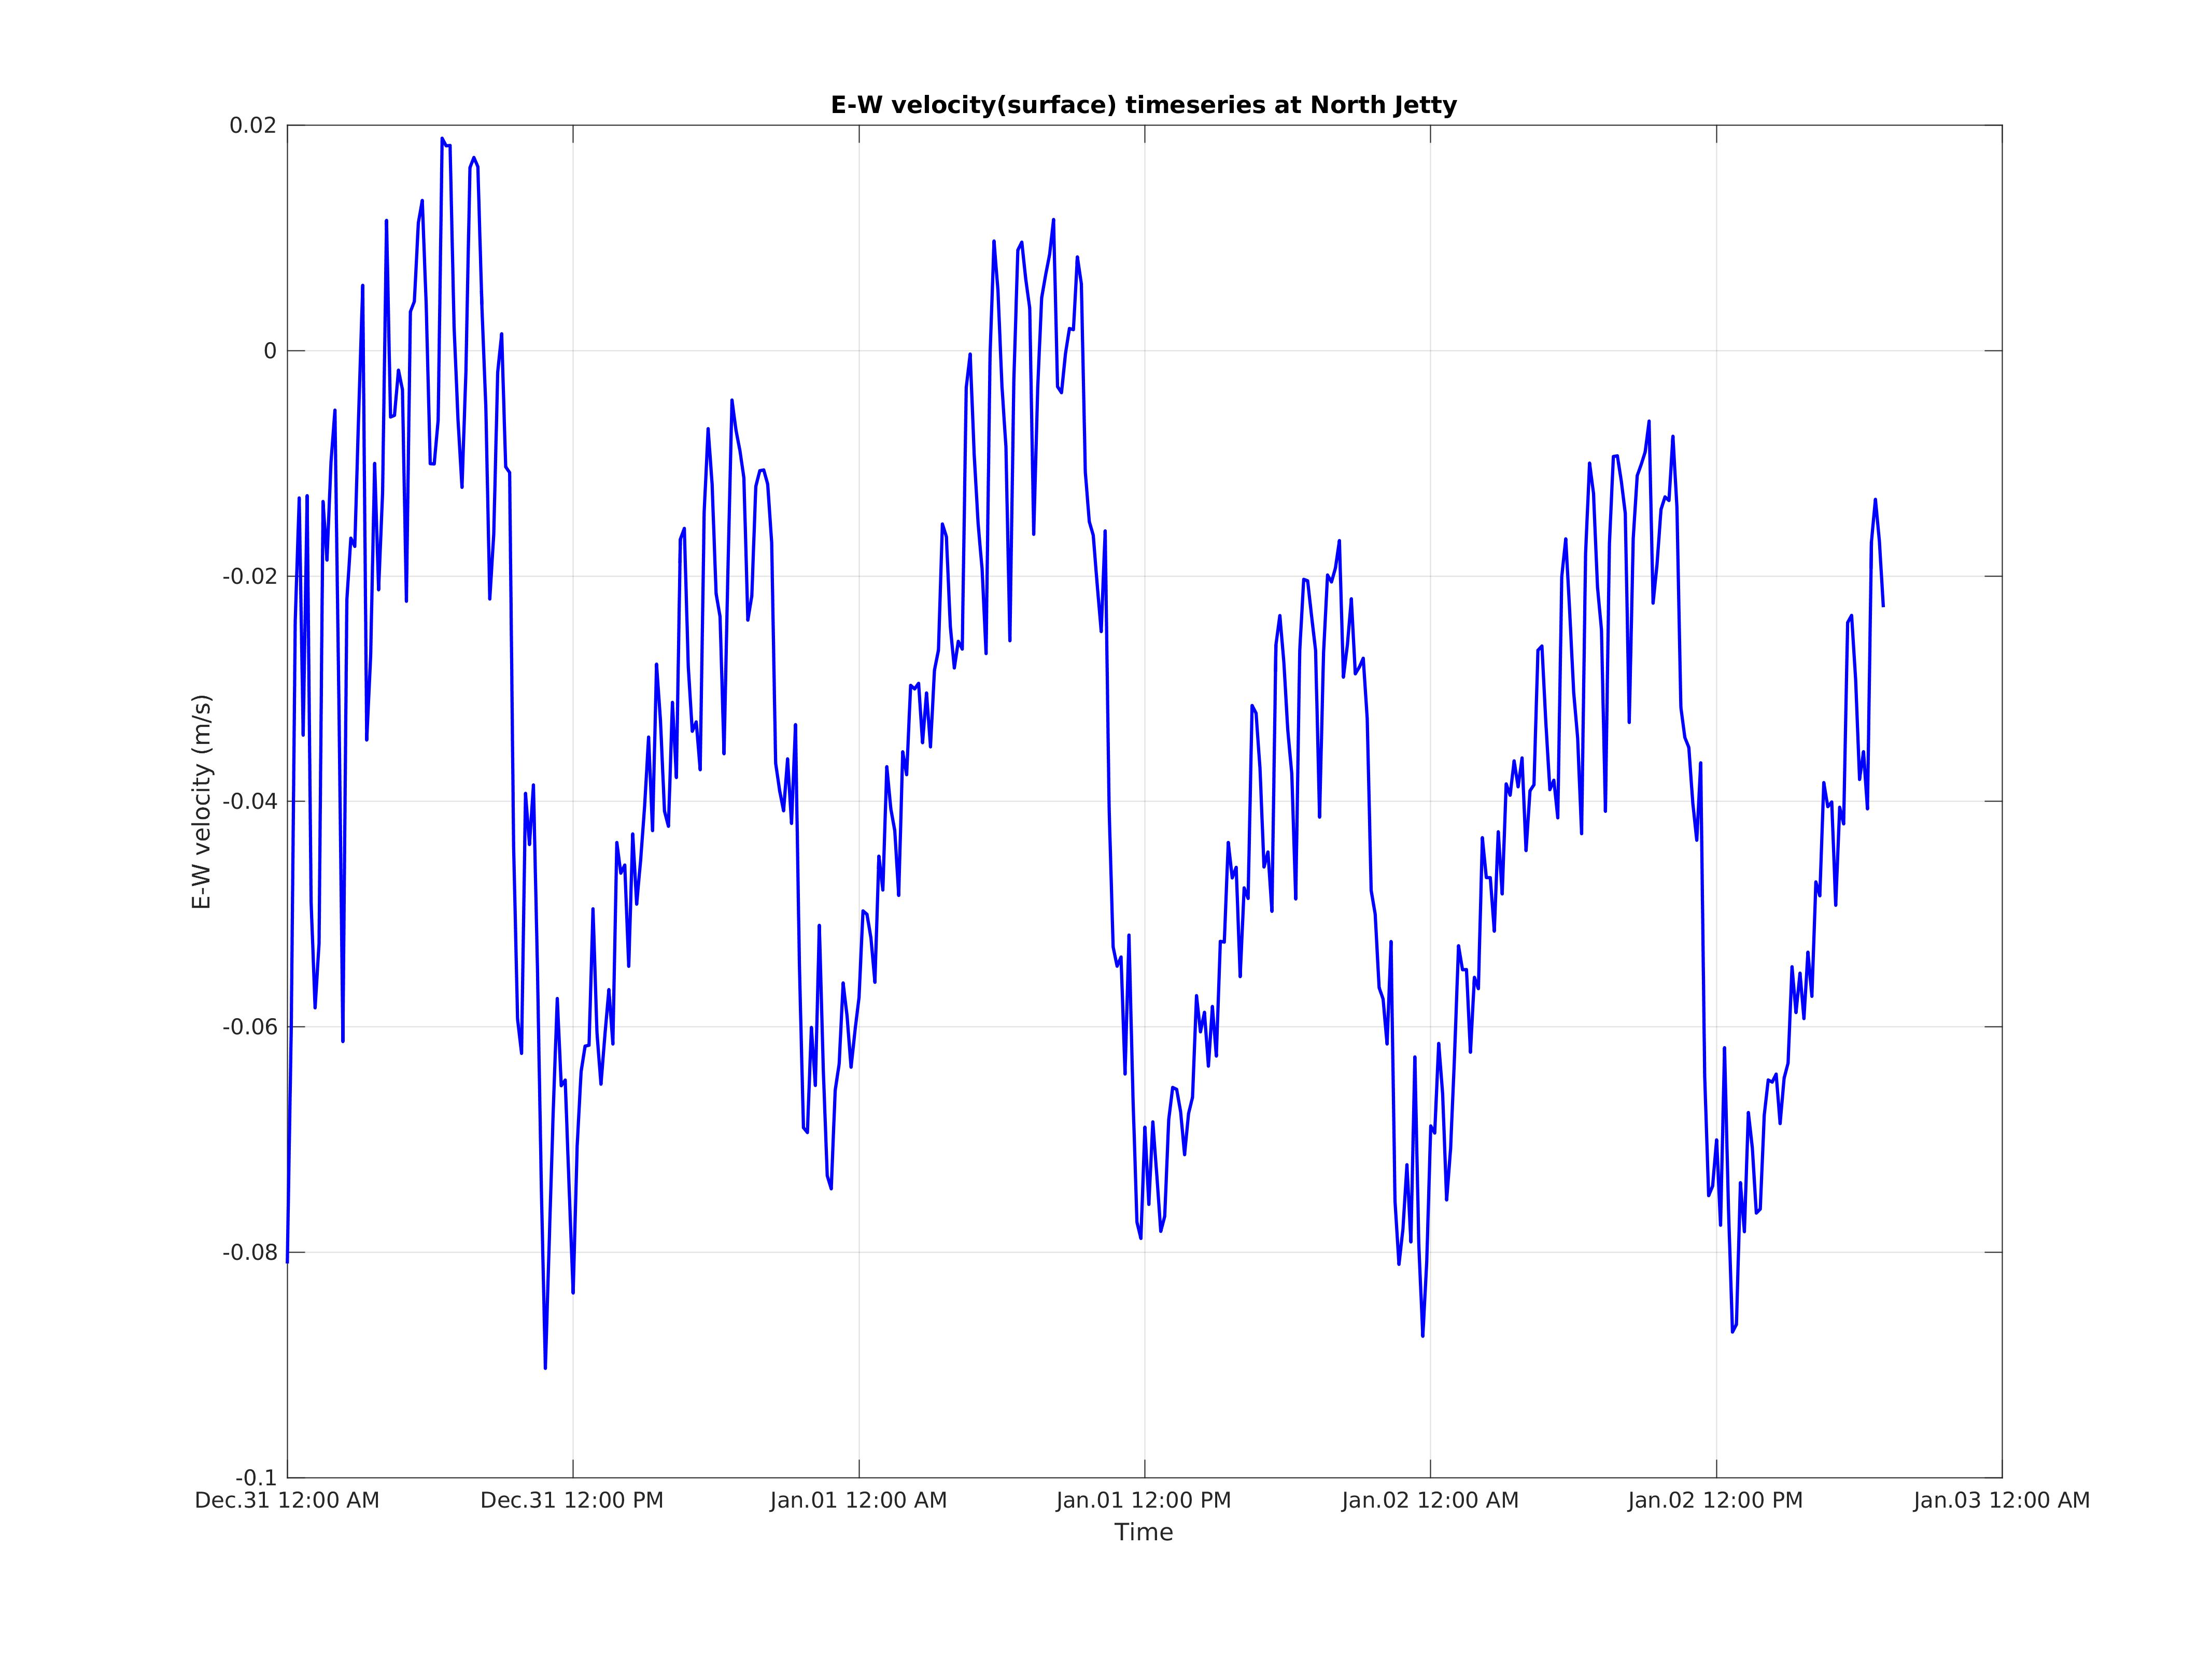 E-W velocity(surface) timeseries at North Jetty
0.02
0
-0.02
-0.04
-0.06
-0.08
-0.1
E-W velocity (m/s)
Dec.31 12:00 AM
Dec.31 12:00 PM
Jan.01 12:00 AM
Jan.01 12:00 PM
Jan.02 12:00 AM
Jan.02 12:00 PM
Jan.03 12:00 AM
Time